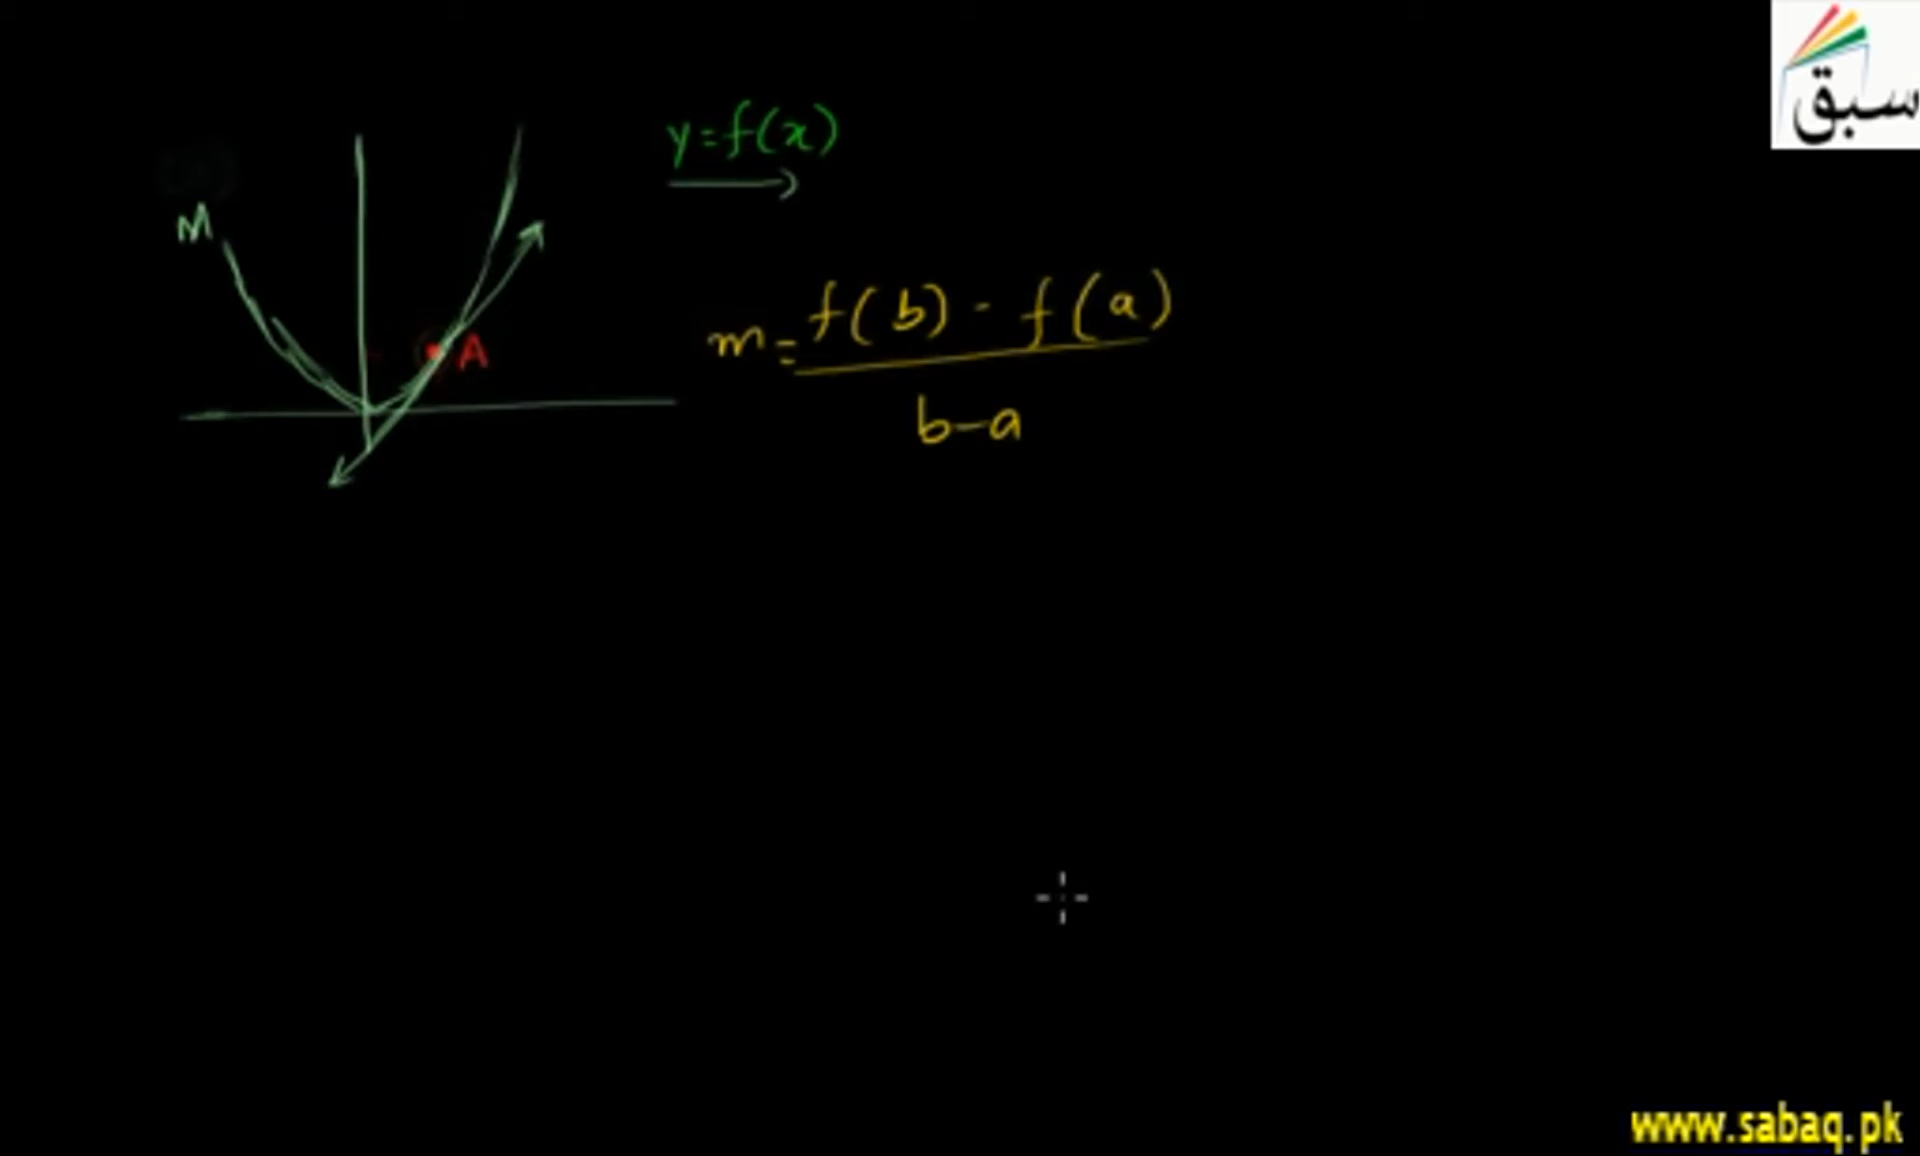 سبق
y=f(x)
M
A
m = f(b) - f(a)
b-a
www.sabaq.pk